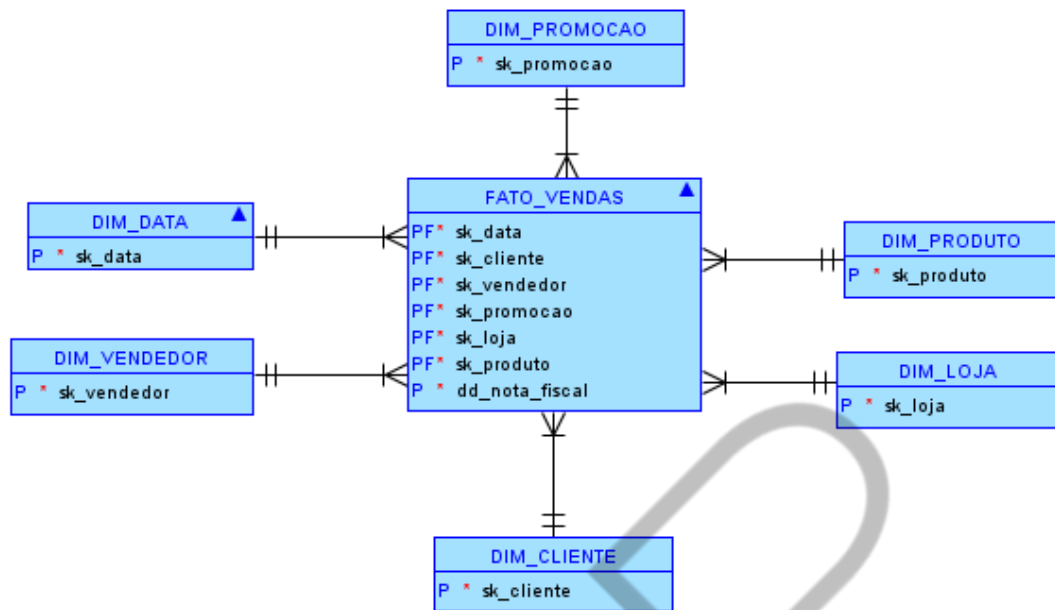 DIM_PROMOCAO
P * sk_promocao
DIM_DATA
P * sk_data
FATO_VENDAS
PF* sk_data
PF* sk_cliente
PF* sk_vendedor
PF* sk_promocao
PF* sk_loja
PF* sk_produto
P * dd_nota_fiscal
DIM_PRODUTO
P * sk_produto
DIM_VENDEDOR
P * sk_vendedor
DIM_LOJA
P * sk_loja
DIM_CLIENTE
P * sk_cliente